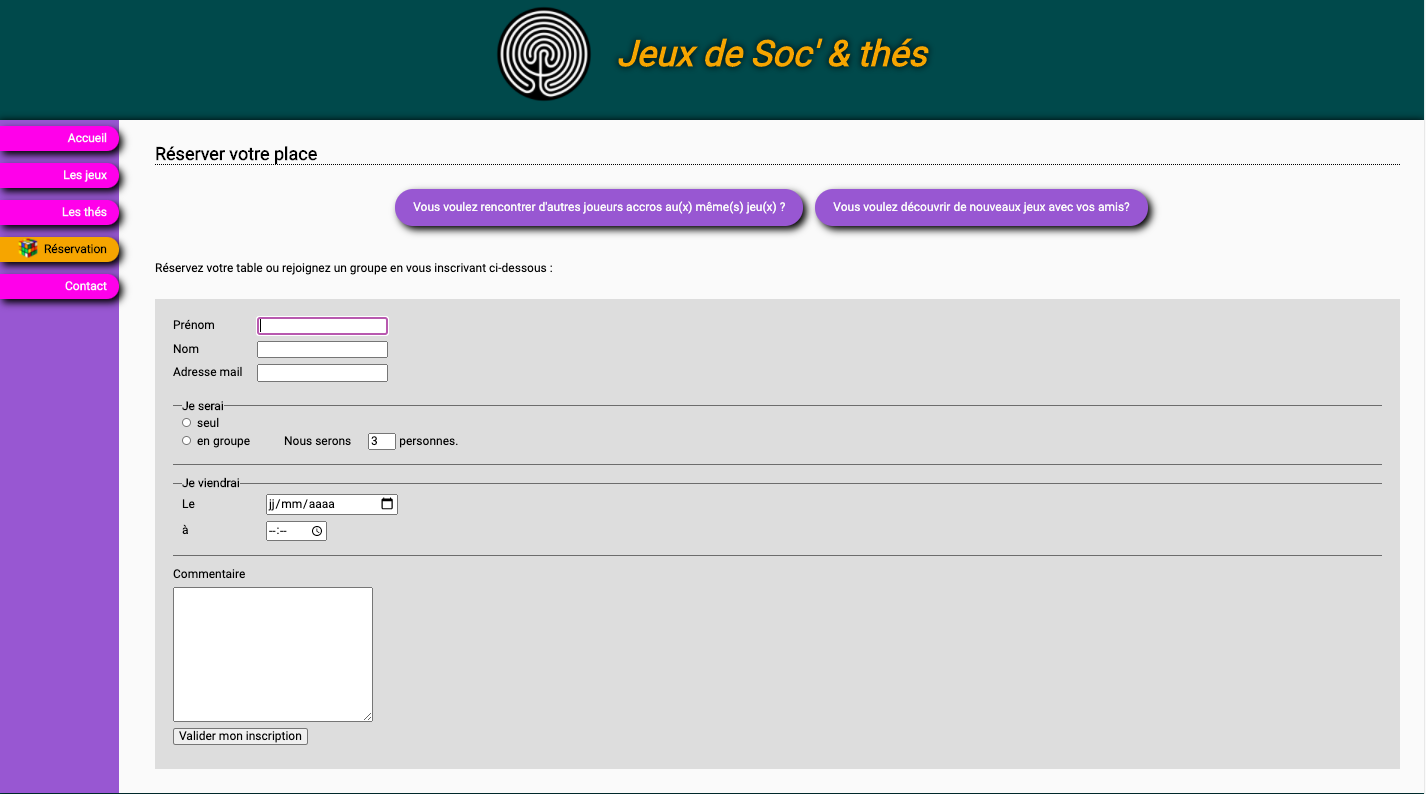 Jeux de Soc' & thés
Accueil
Les jeux
Les thés
Réservation
Contact
Réserver votre place
Vous voulez rencontrer d'autres joueurs accros au(x) même(s) jeu(x) ?
Vous voulez découvrir de nouveaux jeux avec vos amis?
Réservez votre table ou rejoignez un groupe en vous inscrivant ci-dessous :
Prénom
Nom
Adresse mail
Je serai
seul
en groupe Nous serons 3 personnes.
Je viendrai
Le jj/mm/aaaa
à --:--
Commentaire
Valider mon inscription